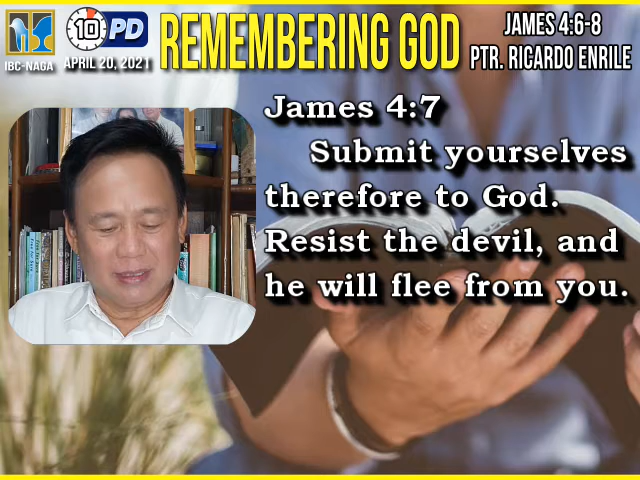 IBC-NAGA
10 PD
APRIL 20, 2021
REMEMBERING GOD
JAMES 4:6-8
PTR. RICARDO ENRILE
James 4:7
Submit yourselves
therefore to God.
Resist the devil, and
he will flee from you.